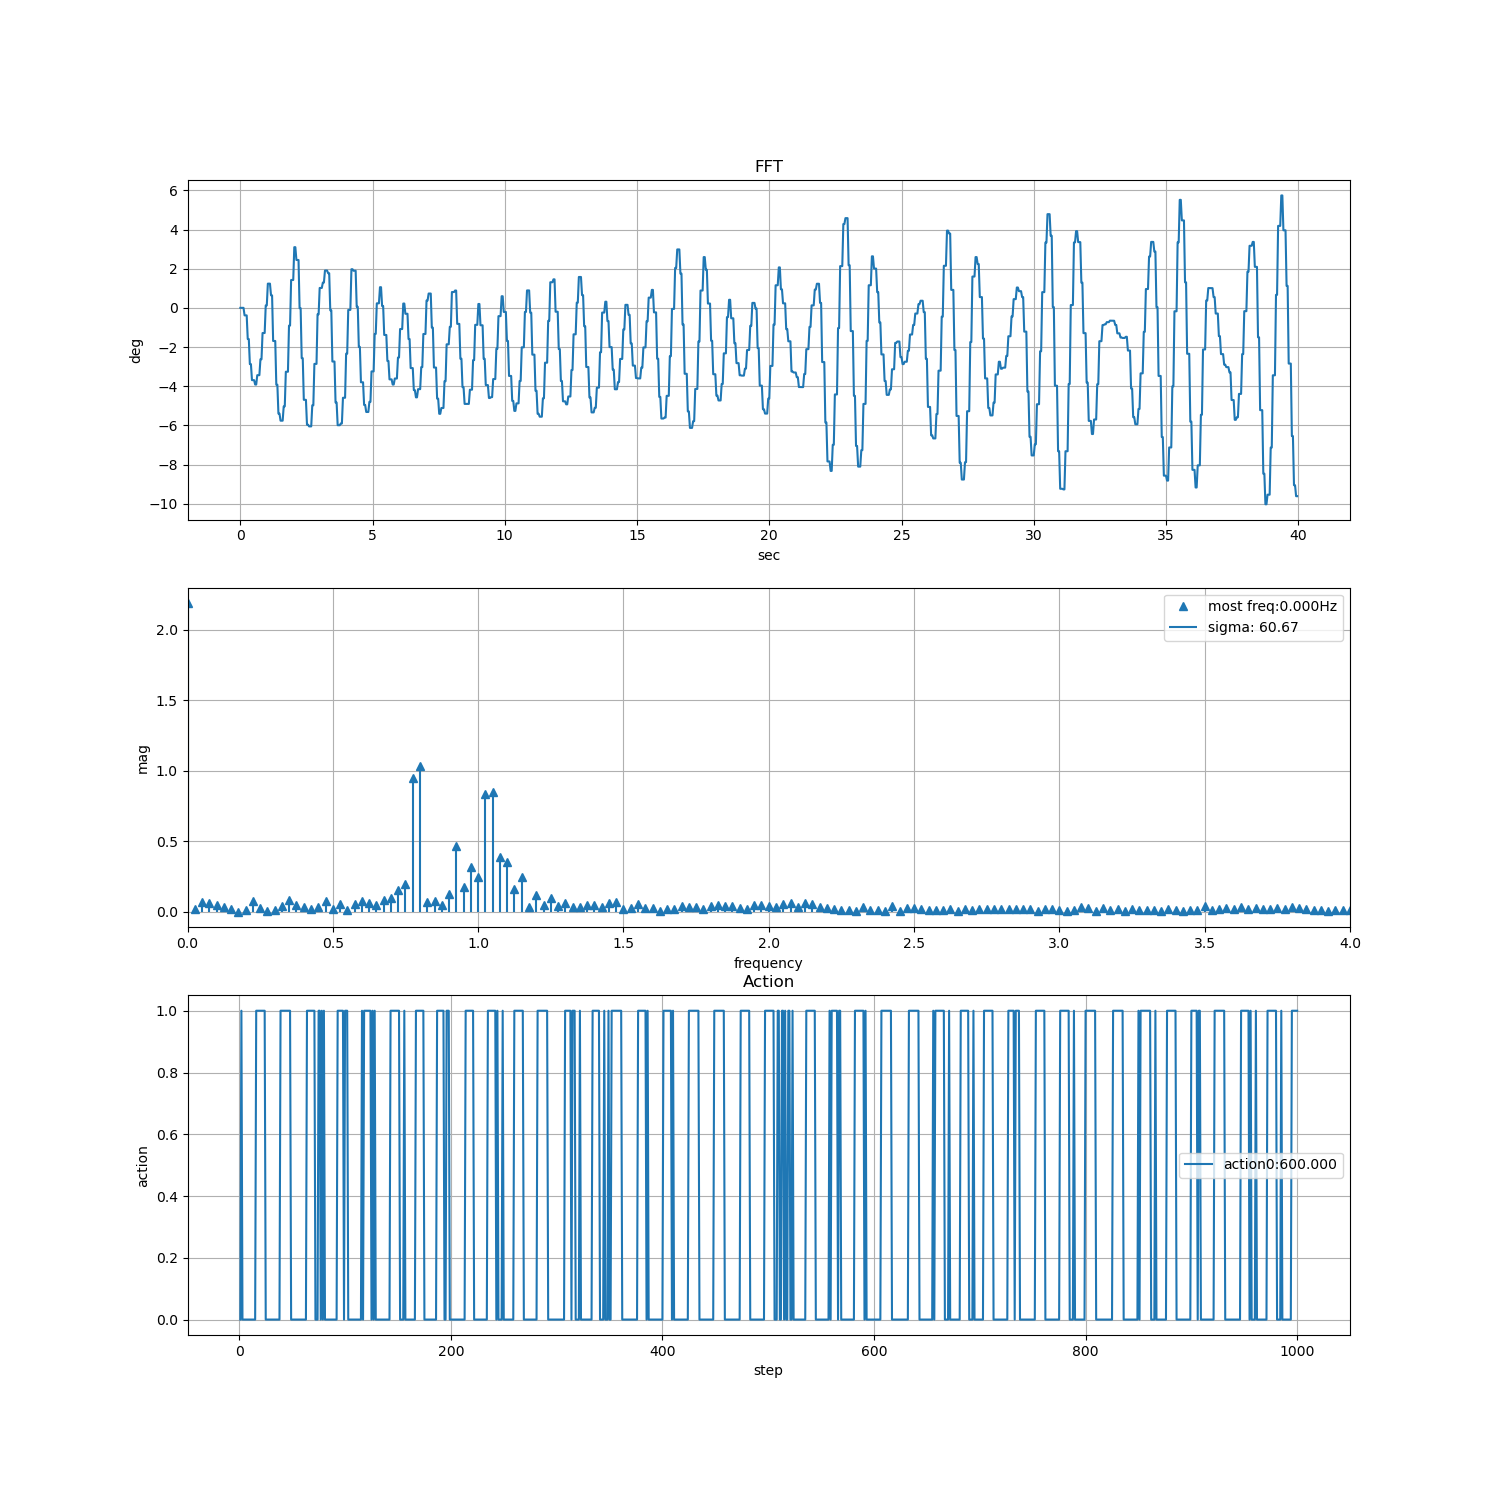 FFT
6
4
2
0
−2
−4
−6
−8
−10
deg
0 5 10 15 20 25 30 35 40
sec
most freq:0.000Hz
sigma: 60.67
2.0
1.5
1.0
0.5
0.0
mag
0.0 0.5 1.0 1.5 2.0 2.5 3.0 3.5 4.0
frequency
Action
1.0
0.8
0.6
0.4
0.2
0.0
action
action0:600.000
0 200 400 600 800 1000
step